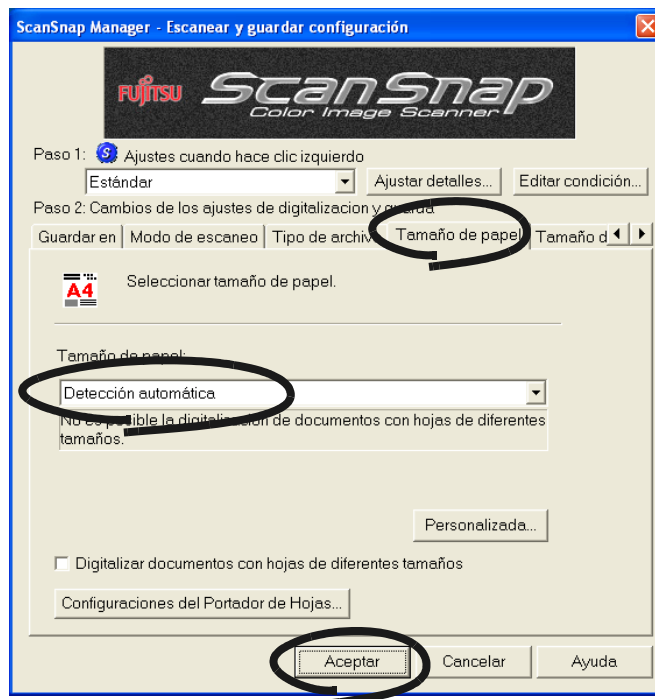 ScanSnap Manager - Escanear y guardar configuración
FUJITSU ScanSnap
Color Image Scanner
Paso 1: S Ajustes cuando hace clic izquierdo
Estándar Ajustar detalles... Editar condición...
Paso 2: Cambios de los ajustes de digitalizacion y guarda
Guardar en Modo de escaneo Tipo de archiv Tamaño de papel Tamaño d
A4 Seleccionar tamaño de papel.
Tamaño de papel:
Detección automática
No es posible la digitalización de documentos con hojas de diferentes
tamaños.
Personalizada...
Digitalizar documentos con hojas de diferentes tamaños
Configuraciones del Portador de Hojas...
Aceptar Cancelar Ayuda